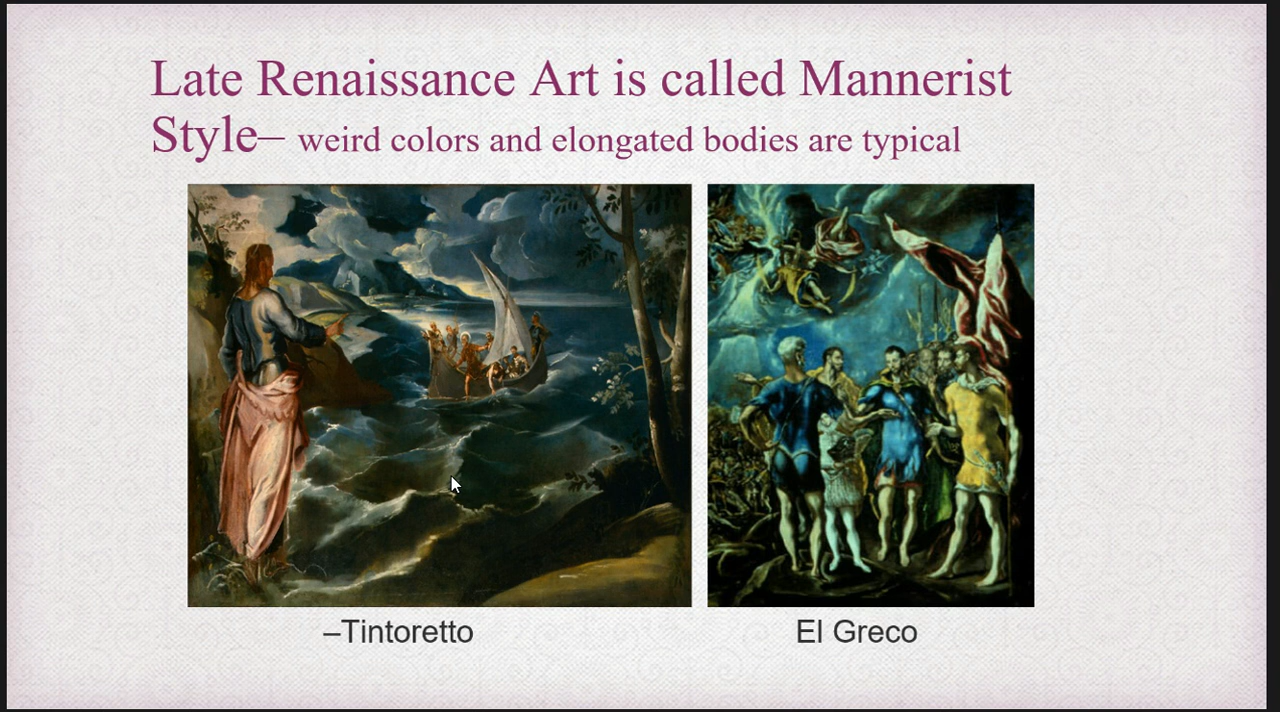 Late Renaissance Art is called Mannerist
Style– weird colors and elongated bodies are typical
–Tintoretto
El Greco